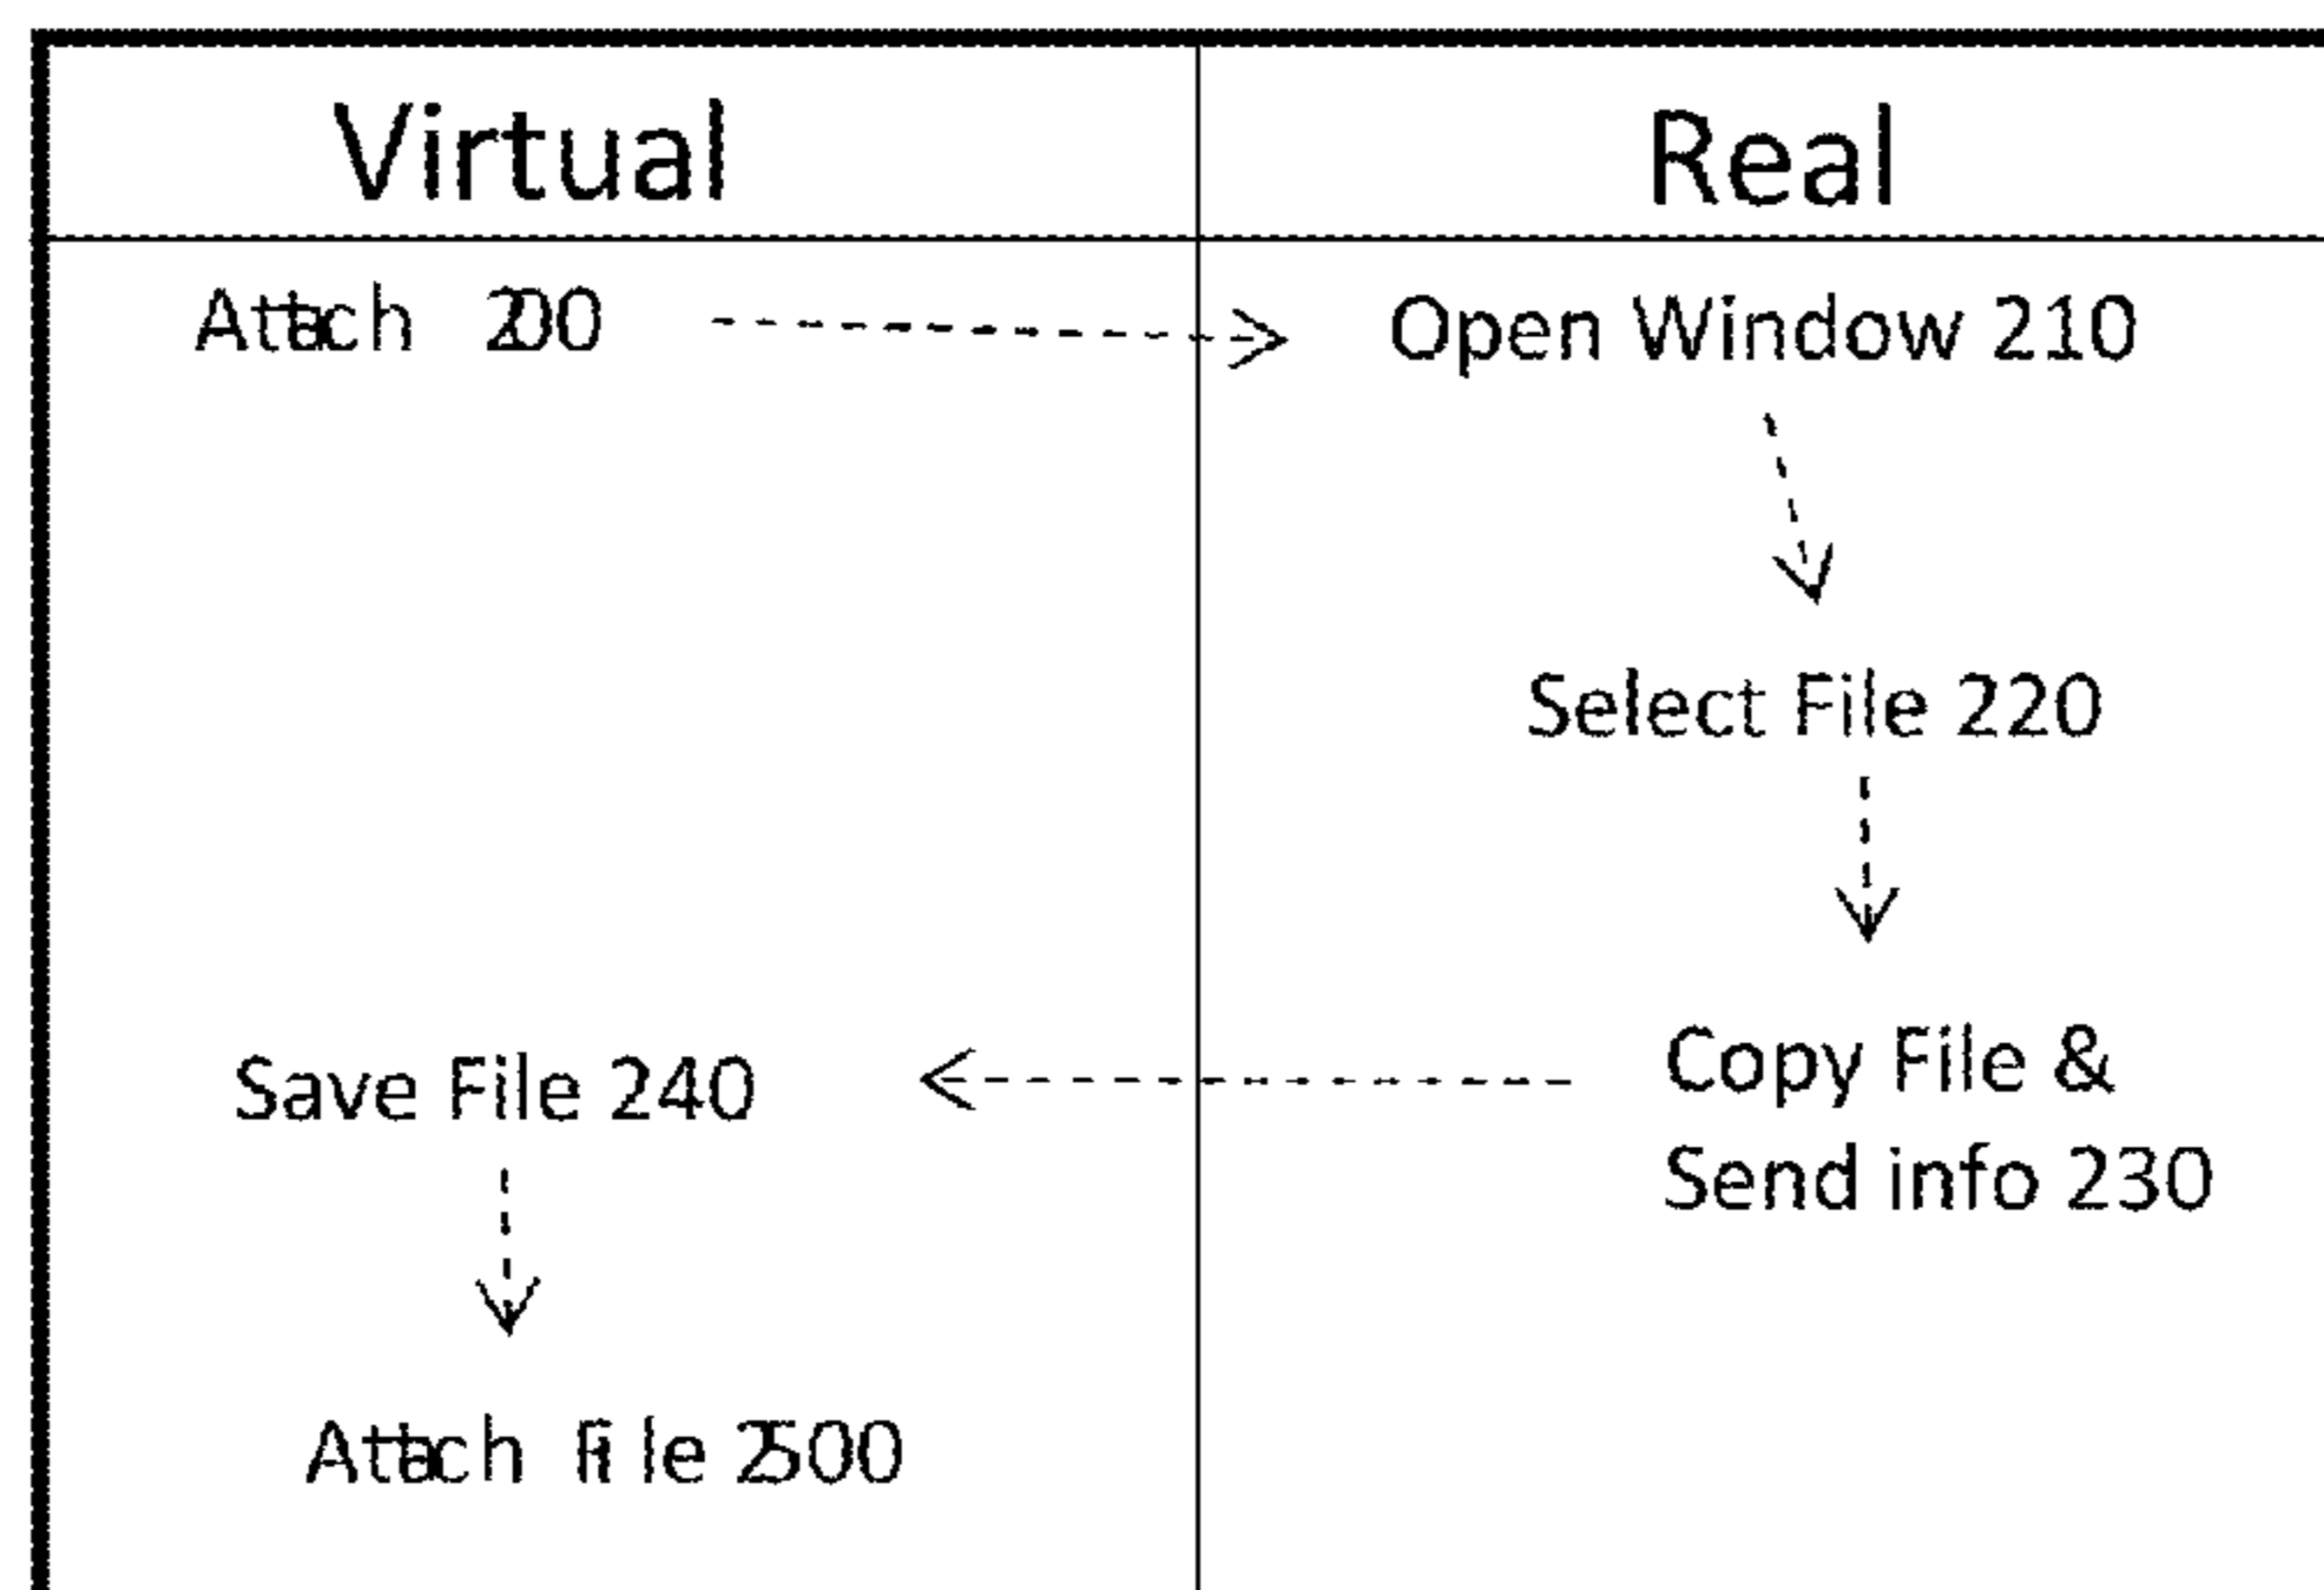 Virtual
Real
Attach 200
Open Window 210
Select File 220
Save File 240
Copy File &
Send info 230
Attach file 2500